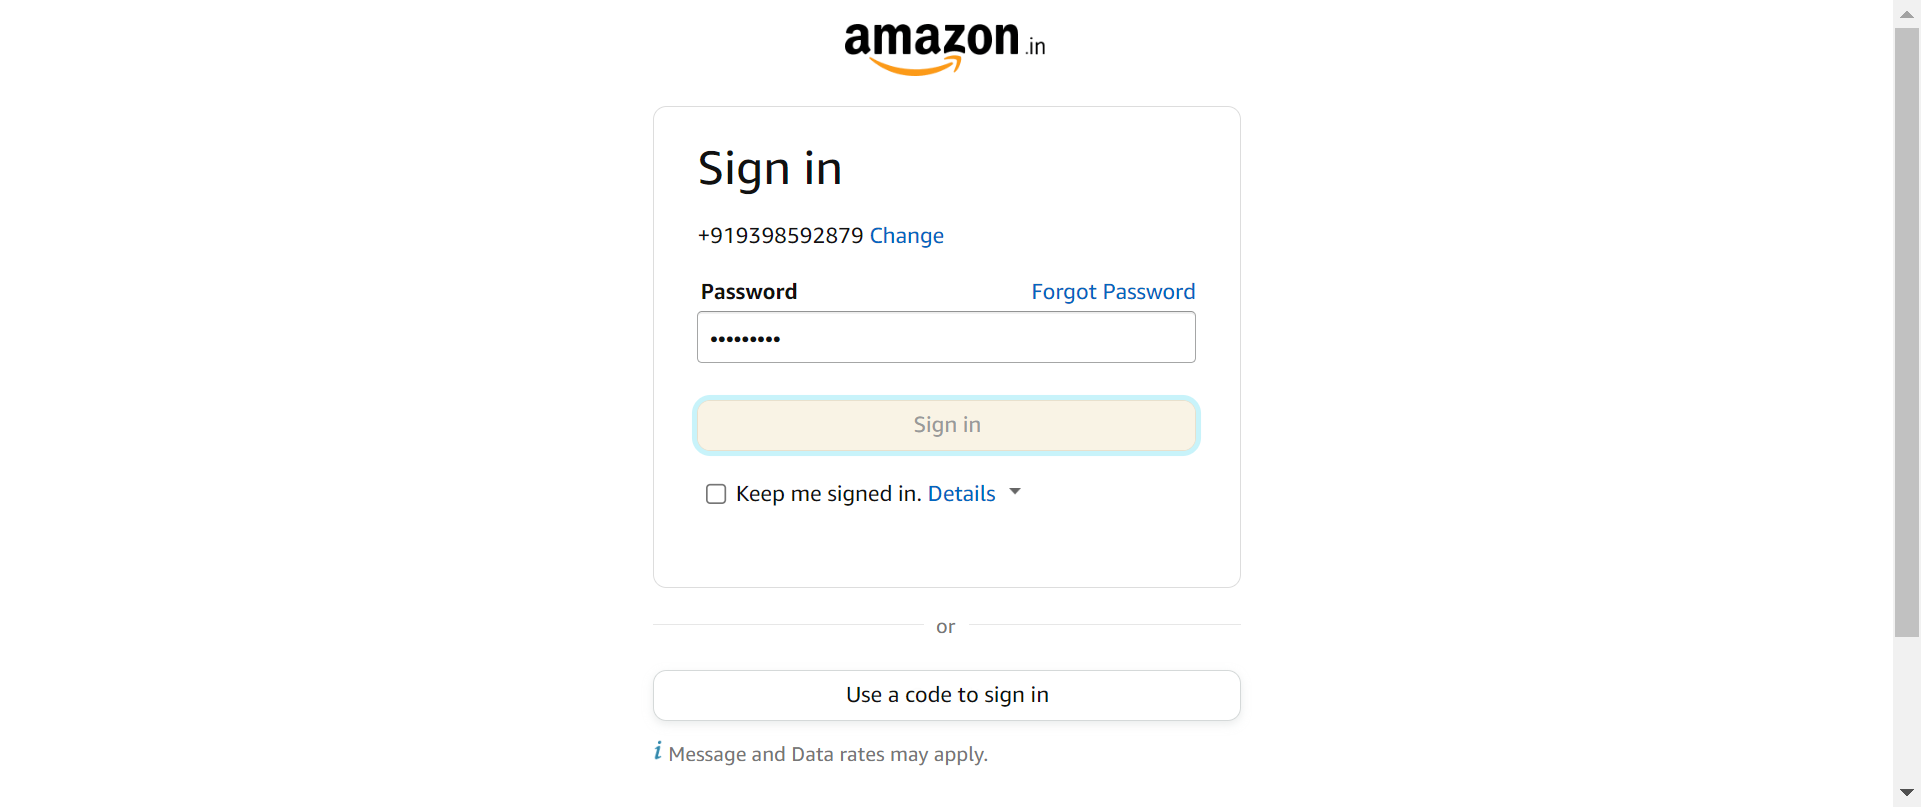 amazon.in
Sign in
+919398592879 Change
Password Forgot Password
•••••••••
Sign in
Keep me signed in. Details
or
Use a code to sign in
i Message and Data rates may apply.